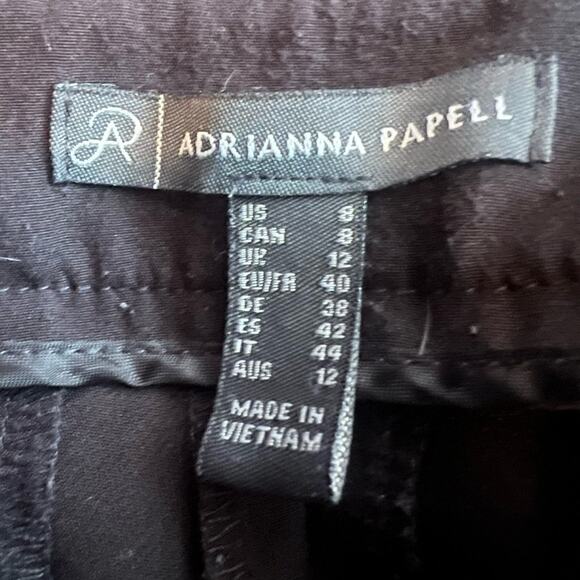 AP
ADRIANNA PAPELL
US 8
CAN 8
UK 12
EU/FR 40
DE 38
ES 42
IT 44
AUS 12
MADE IN
VIETNAM